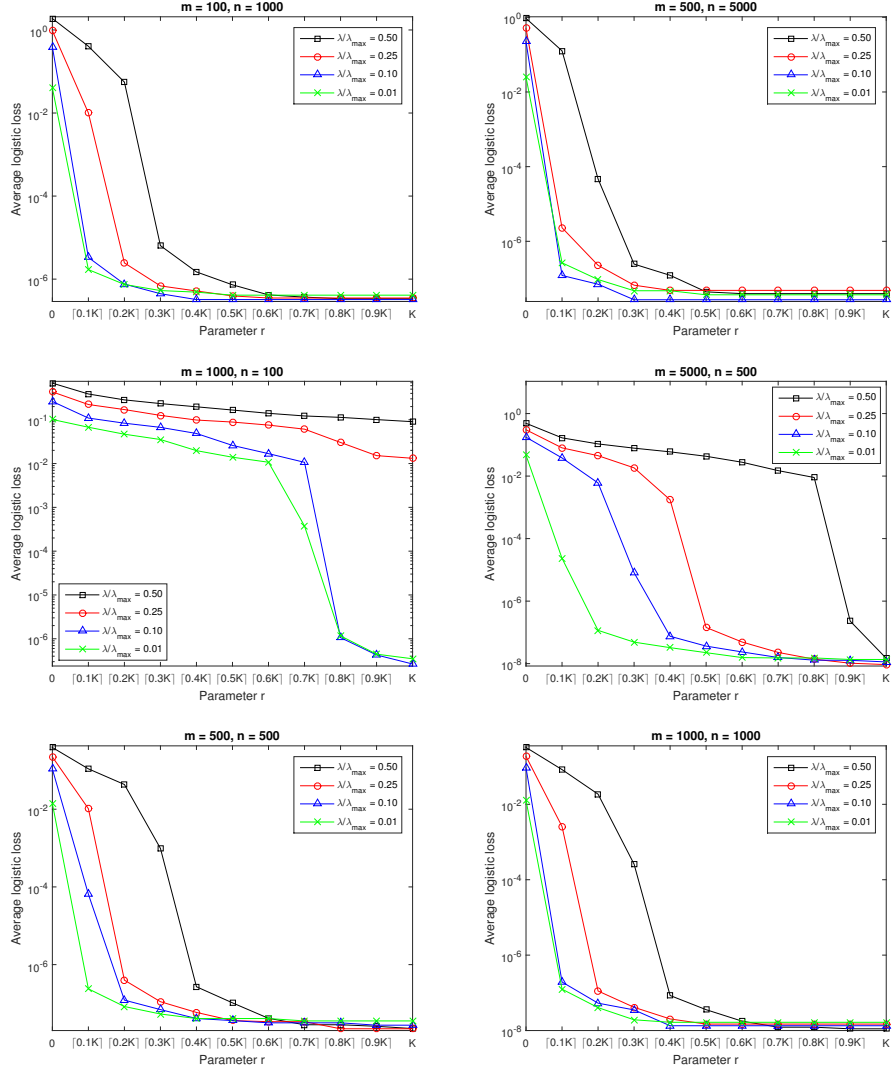 m = 100, n = 1000
Average logistic loss
10^0
10^-2
10^-4
10^-6
λ/λ_max = 0.50
λ/λ_max = 0.25
λ/λ_max = 0.10
λ/λ_max = 0.01
0 ⌈0.1K⌉ ⌈0.2K⌉ ⌈0.3K⌉ ⌈0.4K⌉ ⌈0.5K⌉ ⌈0.6K⌉ ⌈0.7K⌉ ⌈0.8K⌉ ⌈0.9K⌉ K
Parameter r
m = 500, n = 5000
Average logistic loss
10^0
10^-2
10^-4
10^-6
λ/λ_max = 0.50
λ/λ_max = 0.25
λ/λ_max = 0.10
λ/λ_max = 0.01
0 ⌈0.1K⌉ ⌈0.2K⌉ ⌈0.3K⌉ ⌈0.4K⌉ ⌈0.5K⌉ ⌈0.6K⌉ ⌈0.7K⌉ ⌈0.8K⌉ ⌈0.9K⌉ K
Parameter r
m = 1000, n = 100
Average logistic loss
10^-1
10^-2
10^-3
10^-4
10^-5
10^-6
λ/λ_max = 0.50
λ/λ_max = 0.25
λ/λ_max = 0.10
λ/λ_max = 0.01
0 ⌈0.1K⌉ ⌈0.2K⌉ ⌈0.3K⌉ ⌈0.4K⌉ ⌈0.5K⌉ ⌈0.6K⌉ ⌈0.7K⌉ ⌈0.8K⌉ ⌈0.9K⌉ K
Parameter r
m = 5000, n = 500
Average logistic loss
10^0
10^-2
10^-4
10^-6
10^-8
λ/λ_max = 0.50
λ/λ_max = 0.25
λ/λ_max = 0.10
λ/λ_max = 0.01
0 ⌈0.1K⌉ ⌈0.2K⌉ ⌈0.3K⌉ ⌈0.4K⌉ ⌈0.5K⌉ ⌈0.6K⌉ ⌈0.7K⌉ ⌈0.8K⌉ ⌈0.9K⌉ K
Parameter r
m = 500, n = 500
Average logistic loss
10^-2
10^-4
10^-6
λ/λ_max = 0.50
λ/λ_max = 0.25
λ/λ_max = 0.10
λ/λ_max = 0.01
0 ⌈0.1K⌉ ⌈0.2K⌉ ⌈0.3K⌉ ⌈0.4K⌉ ⌈0.5K⌉ ⌈0.6K⌉ ⌈0.7K⌉ ⌈0.8K⌉ ⌈0.9K⌉ K
Parameter r
m = 1000, n = 1000
Average logistic loss
10^-2
10^-4
10^-6
10^-8
λ/λ_max = 0.50
λ/λ_max = 0.25
λ/λ_max = 0.10
λ/λ_max = 0.01
0 ⌈0.1K⌉ ⌈0.2K⌉ ⌈0.3K⌉ ⌈0.4K⌉ ⌈0.5K⌉ ⌈0.6K⌉ ⌈0.7K⌉ ⌈0.8K⌉ ⌈0.9K⌉ K
Parameter r